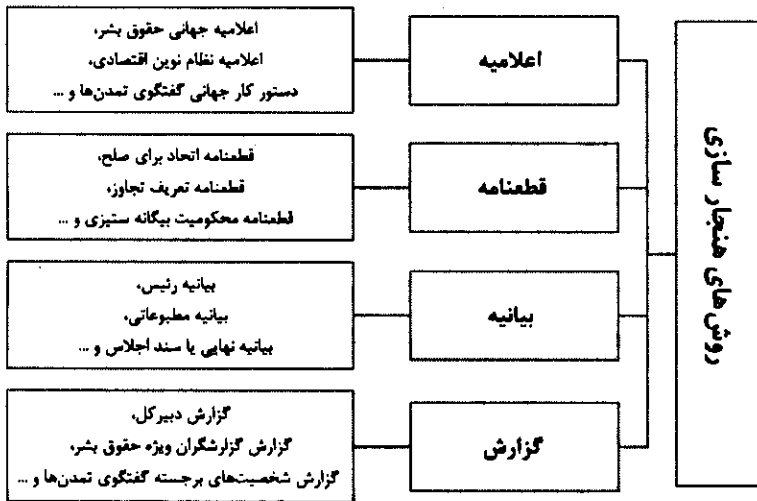 روش های هنجار سازی
اعلامیه
اعلامیه جهانی حقوق بشر،
اعلامیه نظام نوین اقتصادی،
دستور کار جهانی گفتگوی تمدن‌ها و ...
قطعنامه
قطعنامه اتحاد برای صلح،
قطعنامه تعریف تجاوز،
قطعنامه محکومیت بیگانه ستیزی و ...
بیانیه
بیانیه رئیس،
بیانیه مطبوعاتی،
بیانیه نهایی یا سند اجلاس و ...
گزارش
گزارش دبیرکل،
گزارش گزارشگران ویژه حقوق بشر،
گزارش شخصیت‌های برجسته گفتگوی تمدن‌ها و ...